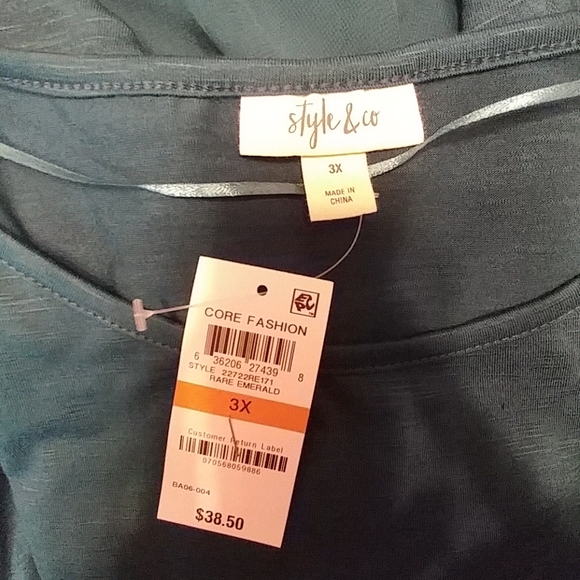 style & co
3X
MADE IN
CHINA
CORE FASHION
6 36206 27439 8
STYLE 22722RE171
RARE EMERALD
3X
Customer Return Label
070568059886
BA06-004
$38.50